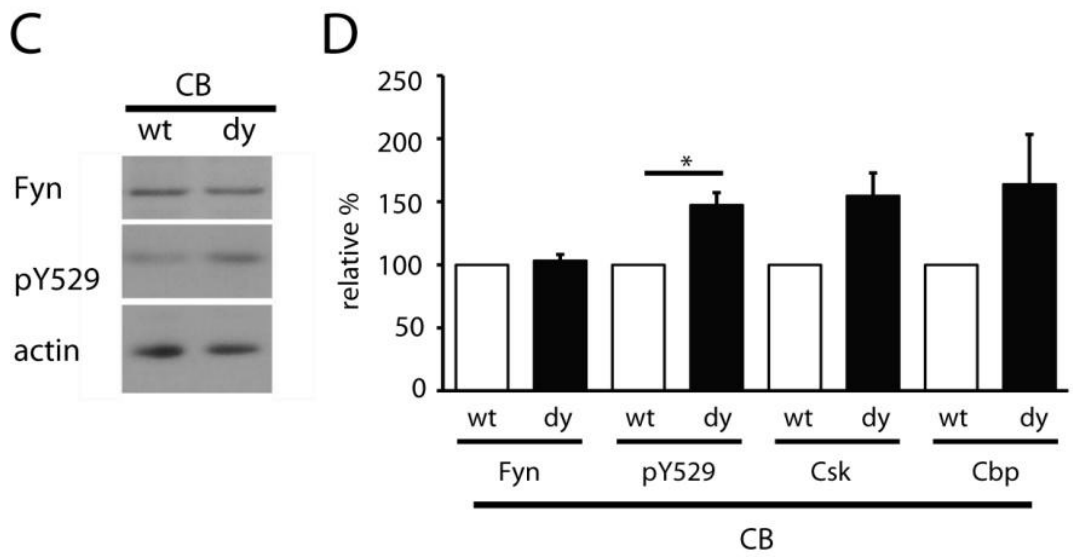 C
CB
wt dy
Fyn
pY529
actin
D
relative %
250
200
150
100
50
0
*
wt dy wt dy wt dy wt dy
Fyn pY529 Csk Cbp
CB